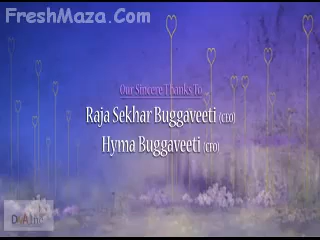 FreshMaza.Com
Our Sincere Thanks To
Raja Sekhar Buggaveeti (CEO)
Hyma Buggaveeti (CFO)